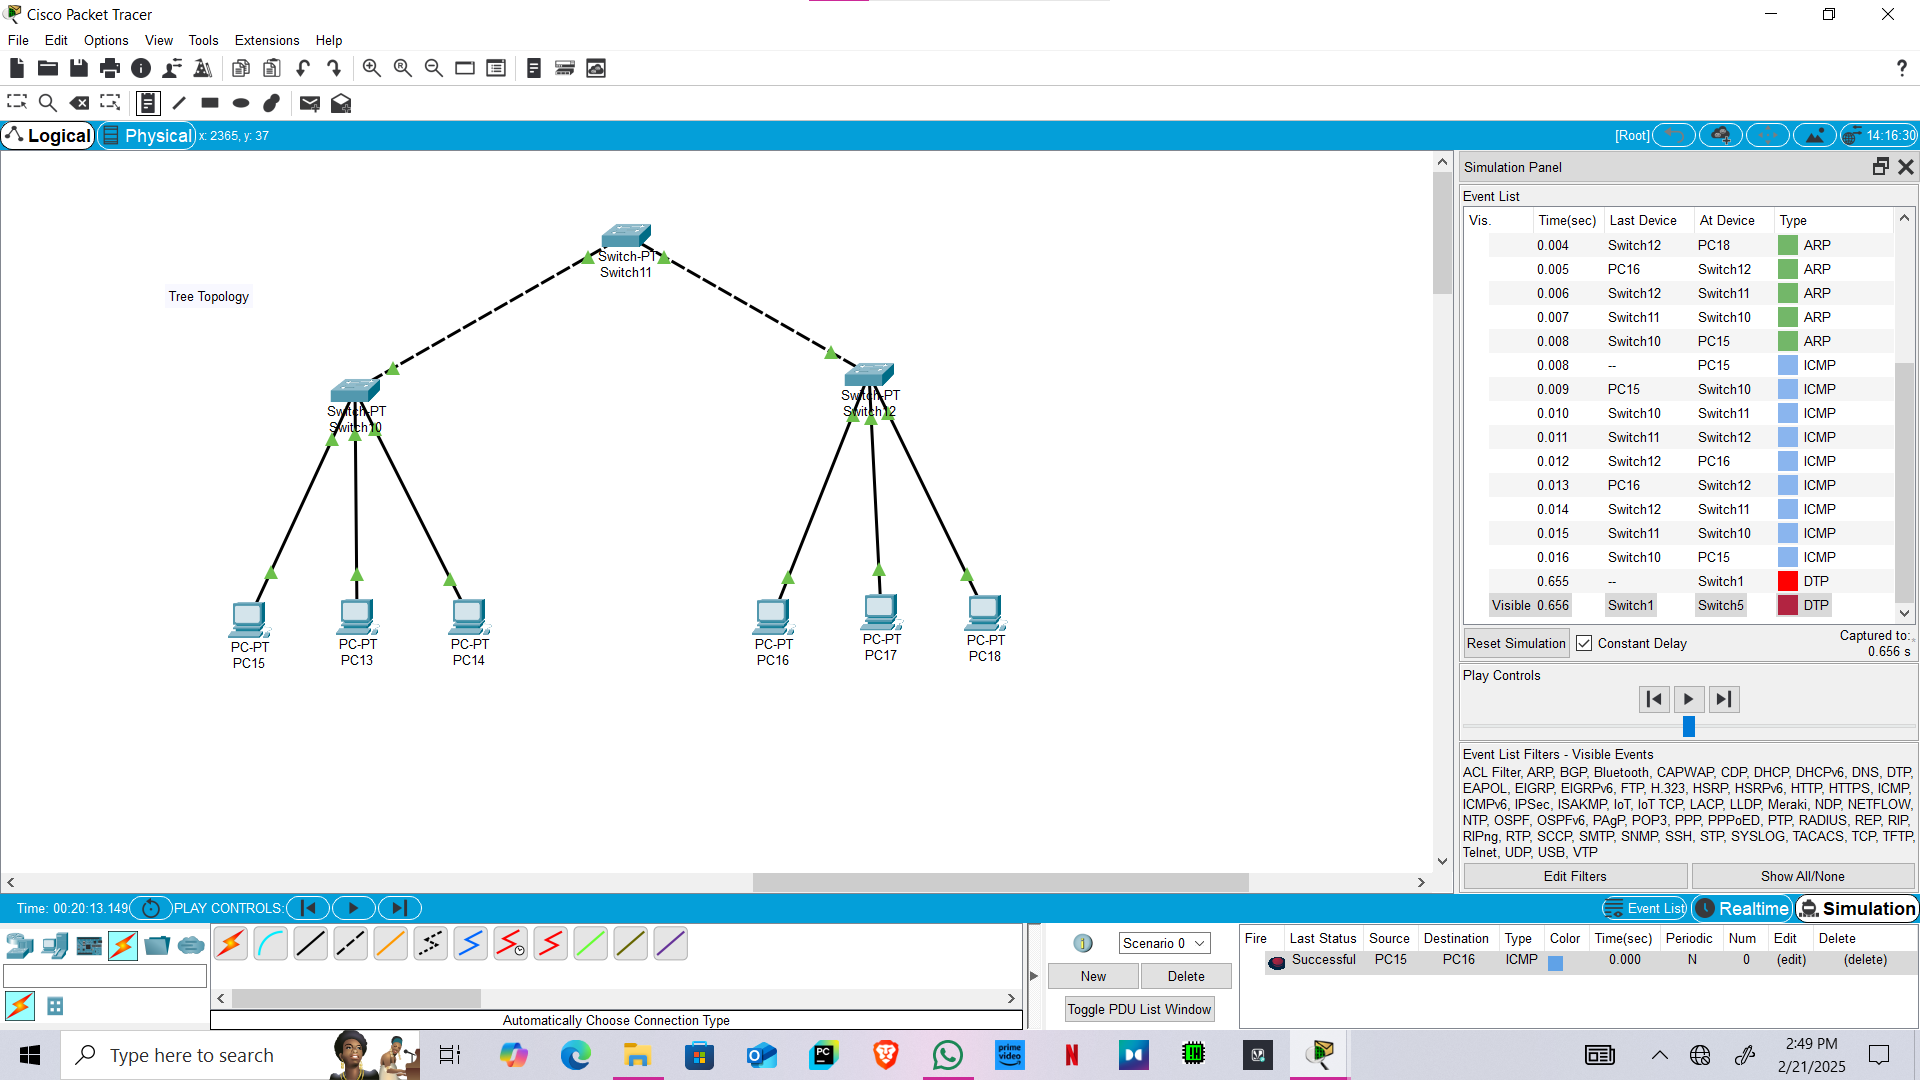 Cisco Packet Tracer
File Edit Options View Tools Extensions Help
Logical Physical x: 2365, y: 37 [Root] 14:16:30
Simulation Panel
Event List
Vis. Time(sec) Last Device At Device Type
0.004 Switch12 PC18 ARP
0.005 PC16 Switch12 ARP
0.006 Switch12 Switch11 ARP
0.007 Switch11 Switch10 ARP
0.008 Switch10 PC15 ARP
0.008 -- PC15 ICMP
0.009 PC15 Switch10 ICMP
0.010 Switch10 Switch11 ICMP
0.011 Switch11 Switch12 ICMP
0.012 Switch12 PC16 ICMP
0.013 PC16 Switch12 ICMP
0.014 Switch12 Switch11 ICMP
0.015 Switch11 Switch10 ICMP
0.016 Switch10 PC15 ICMP
0.655 -- Switch1 DTP
Visible 0.656 Switch1 Switch5 DTP
Reset Simulation Constant Delay Captured to:
0.656 s
Play Controls
Event List Filters - Visible Events
ACL Filter, ARP, BGP, Bluetooth, CAPWAP, CDP, DHCP, DHCPv6, DNS, DTP,
EAPOL, EIGRP, EIGRPv6, FTP, H.323, HSRP, HSRPv6, HTTP, HTTPS, ICMP,
ICMPv6, IPSec, ISAKMP, IoT, IoT TCP, LACP, LLDP, Meraki, NDP, NETFLOW,
NTP, OSPF, OSPFv6, PAgP, POP3, PPP, PPPoED, PTP, RADIUS, REP, RIP,
RIPng, RTP, SCCP, SMTP, SNMP, SSH, STP, SYSLOG, TACACS, TCP, TFTP,
Telnet, UDP, USB, VTP
Edit Filters Show All/None
Tree Topology
Switch-PT
Switch11
Switch-PT
Switch10
Switch-PT
Switch12
PC-PT
PC15
PC-PT
PC13
PC-PT
PC14
PC-PT
PC16
PC-PT
PC17
PC-PT
PC18
Time: 00:20:13.149 PLAY CONTROLS: Event List Realtime Simulation
Automatically Choose Connection Type
Scenario 0
New Delete
Toggle PDU List Window
Fire Last Status Source Destination Type Color Time(sec) Periodic Num Edit Delete
Successful PC15 PC16 ICMP 0.000 N 0 (edit) (delete)
Type here to search
prime
video
PC
N
2:49 PM
2/21/2025